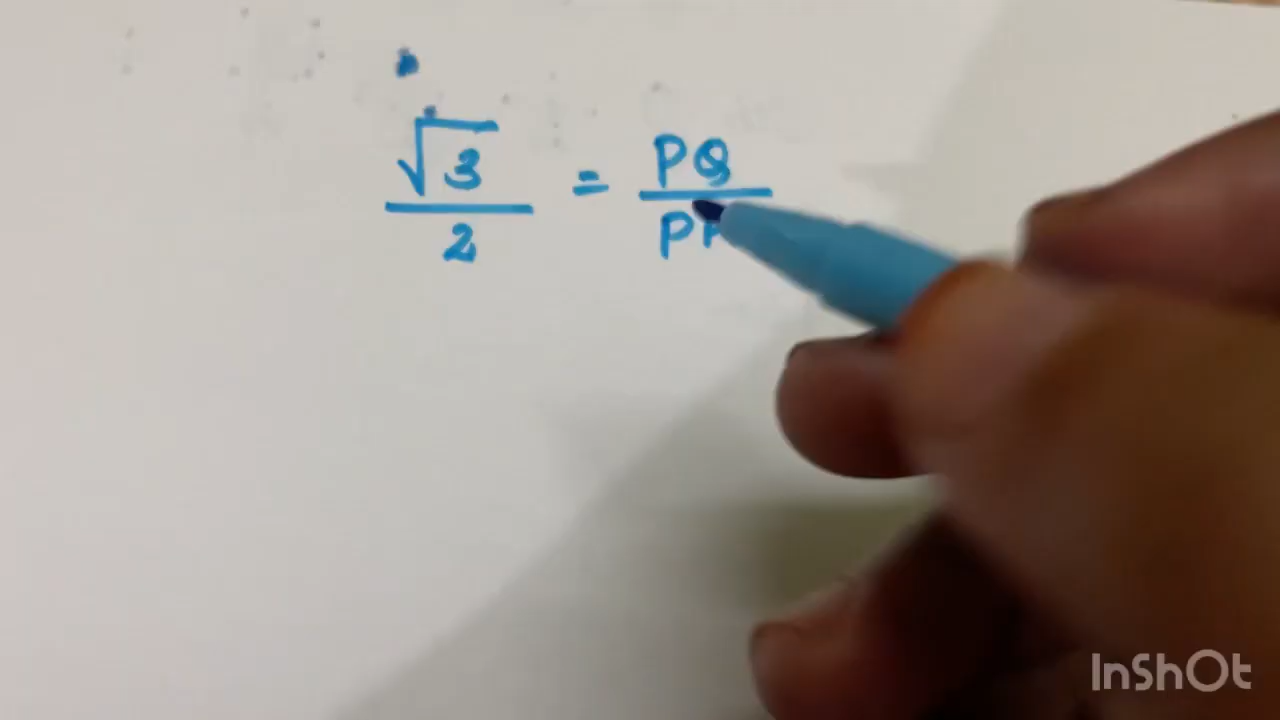 √3/2 = PQ/P
InShOt